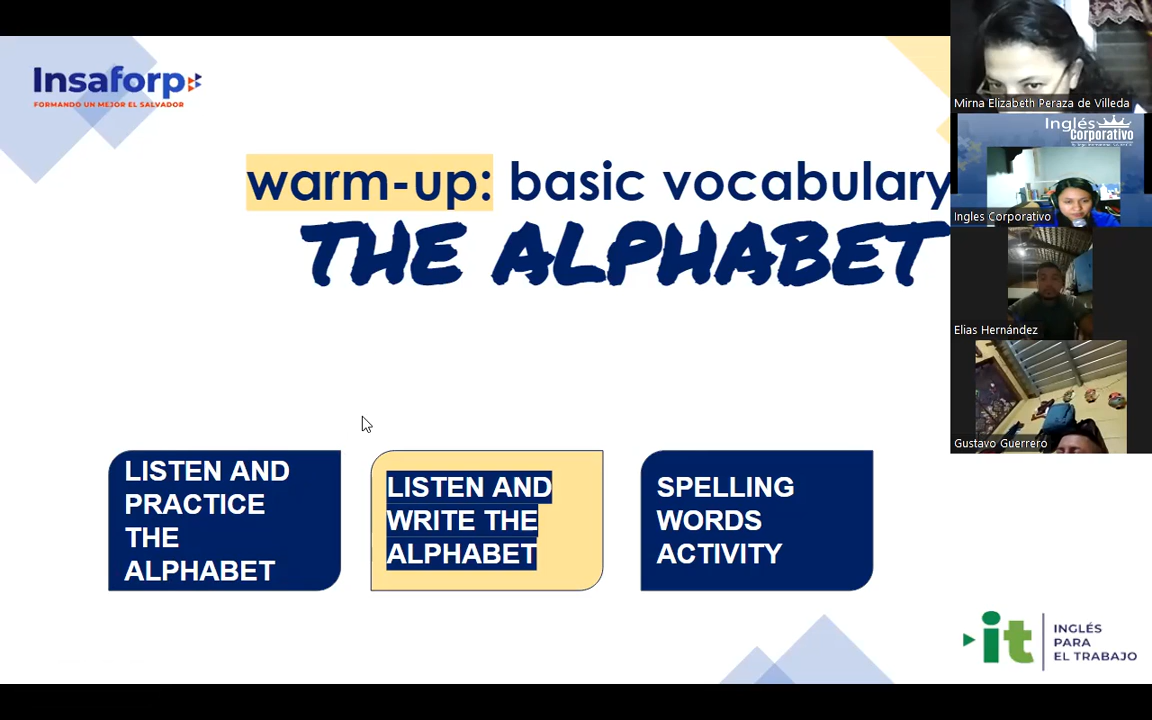 Insaforp
FORMANDO UN MEJOR EL SALVADOR
warm-up: basic vocabulary
THE ALPHABET
LISTEN AND
PRACTICE
THE
ALPHABET
LISTEN AND
WRITE THE
ALPHABET
SPELLING
WORDS
ACTIVITY
it
INGLÉS
PARA
EL TRABAJO
Mirna Elizabeth Peraza de Villeda
Inglés
Corporativo
Ingles Corporativo
Elias Hernández
Gustavo Guerrero